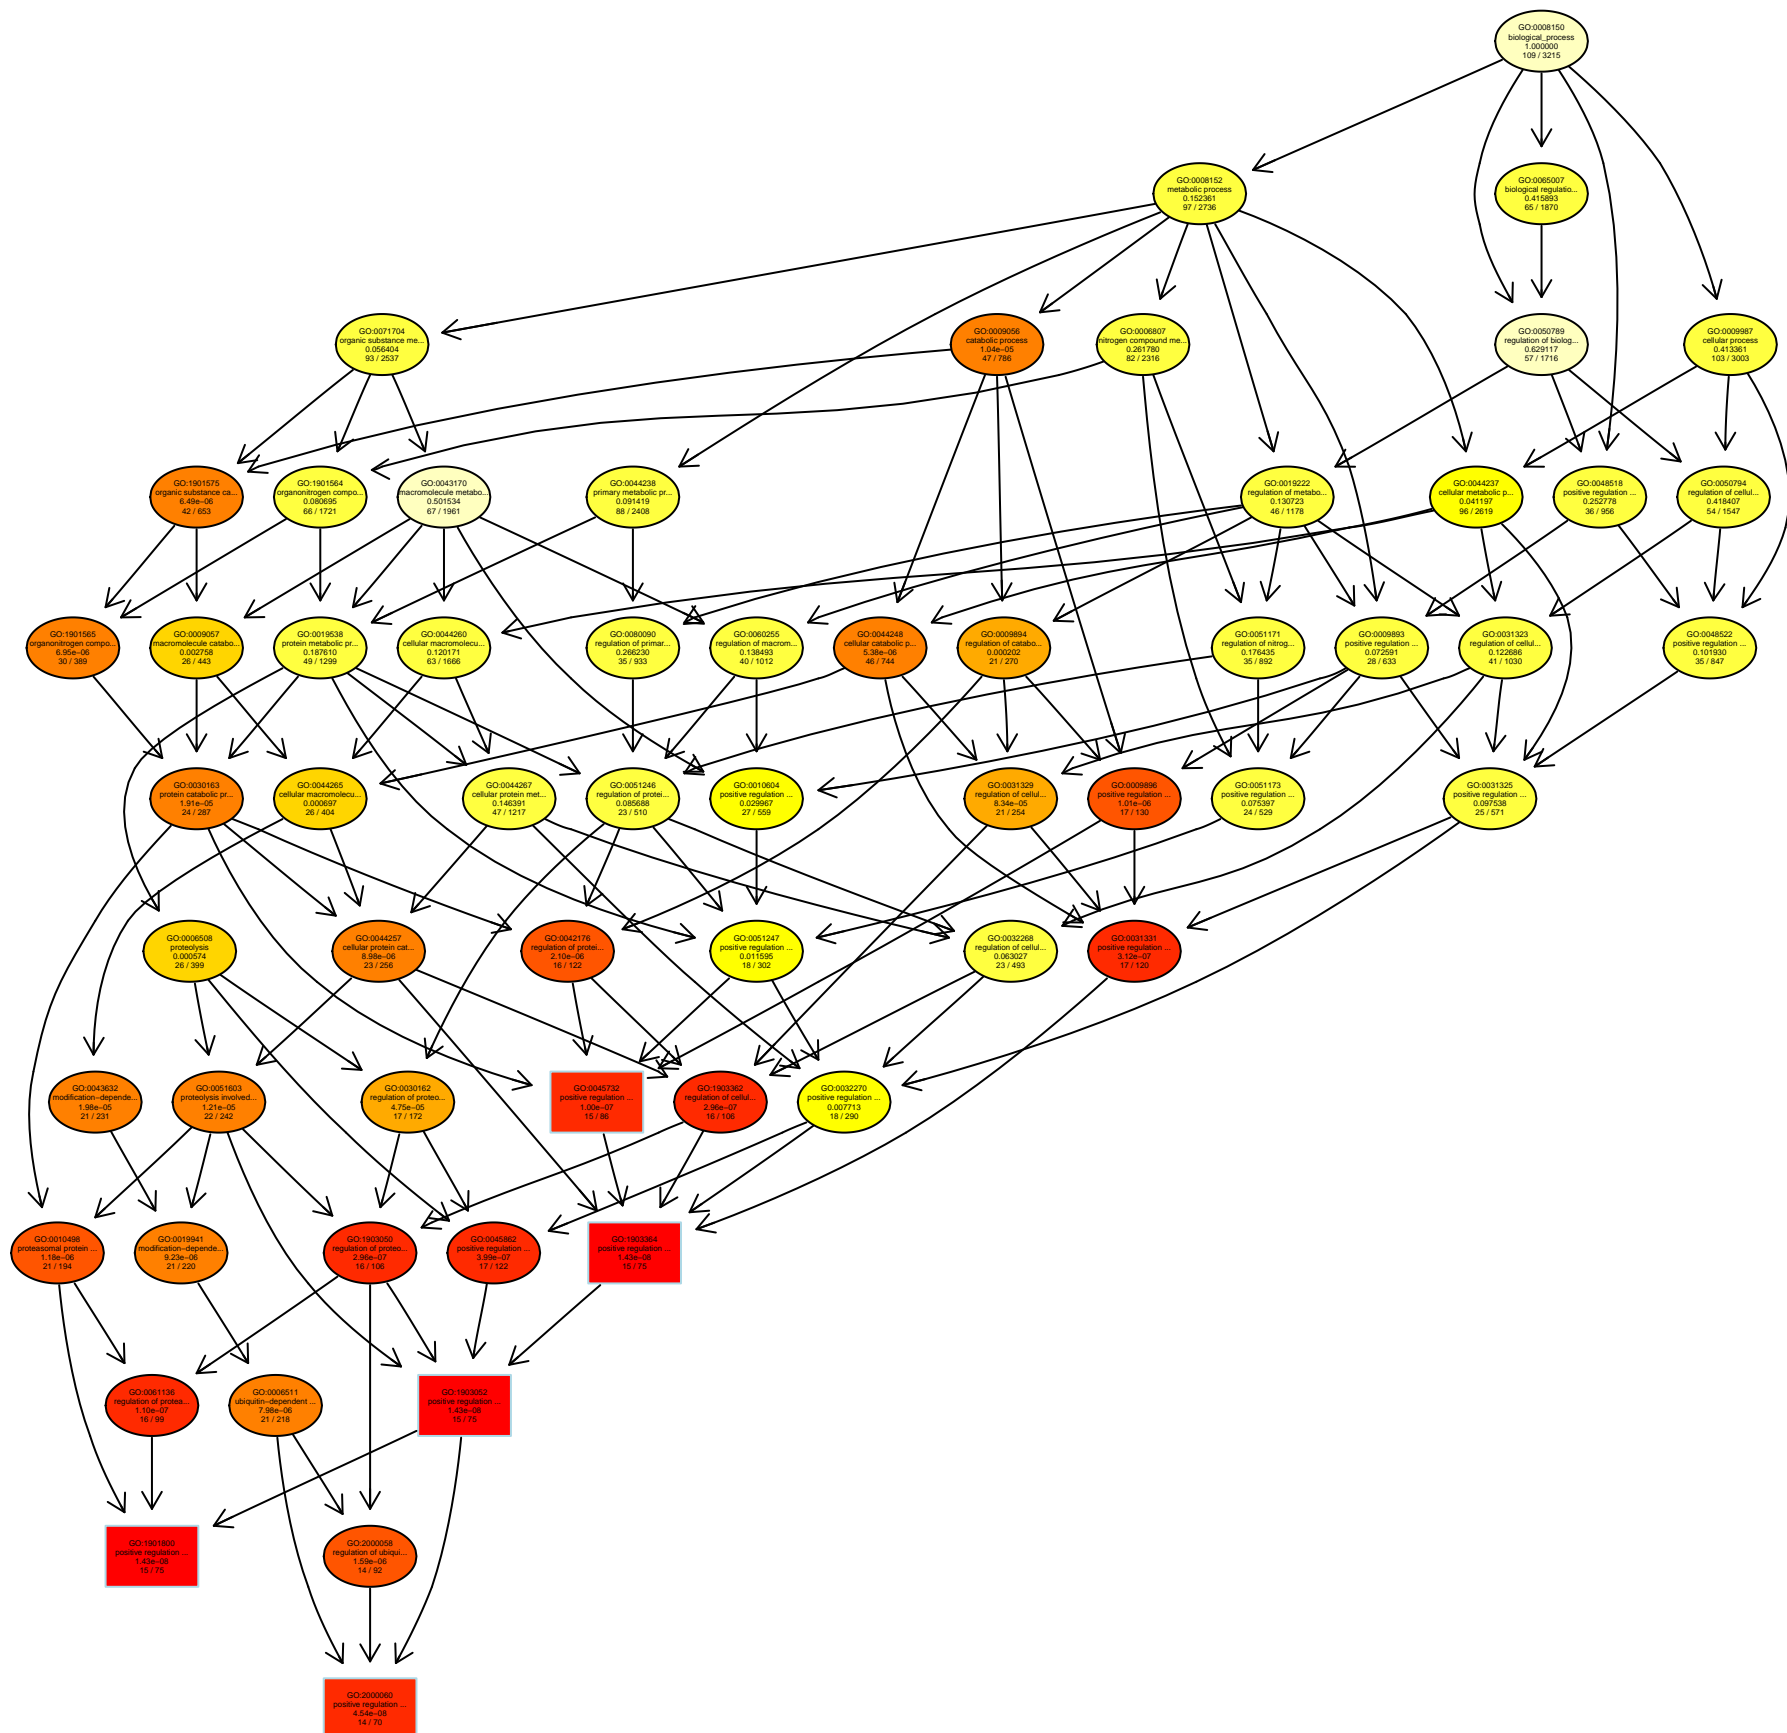 GO:0008150
biological_process
1.000000
109 / 3215
GO:0008152
metabolic process
0.152361
97 / 2736
GO:0065007
biological regulatio...
0.415893
65 / 1870
GO:0071704
organic substance me...
0.056404
93 / 2537
GO:0009056
catabolic process
1.04e−05
47 / 786
GO:0006807
nitrogen compound me...
0.261780
82 / 2316
GO:0050789
regulation of biolog...
0.629117
57 / 1716
GO:0009987
cellular process
0.413361
103 / 3003
GO:1901575
organic substance ca...
6.49e−06
42 / 653
GO:1901564
organonitrogen compo...
0.080695
66 / 1721
GO:0043170
macromolecule metabo...
0.501534
67 / 1961
GO:0044238
primary metabolic pr...
0.091419
88 / 2408
GO:0019222
regulation of metabo...
0.130723
46 / 1178
GO:0044237
cellular metabolic p...
0.041197
96 / 2619
GO:0048518
positive regulation ...
0.252778
36 / 956
GO:0050794
regulation of cellul...
0.418407
54 / 1547
GO:1901565
organonitrogen compo...
6.95e−06
30 / 389
GO:0009057
macromolecule catabo...
0.002758
26 / 443
GO:0019538
protein metabolic pr...
0.187610
49 / 1299
GO:0044260
cellular macromolecu...
0.120171
63 / 1666
GO:0080090
regulation of primar...
0.266230
35 / 933
GO:0060255
regulation of macrom...
0.138493
40 / 1012
GO:0044248
cellular catabolic p...
5.38e−06
46 / 744
GO:0009894
regulation of catabo...
0.000202
21 / 270
GO:0051171
regulation of nitrog...
0.176435
35 / 892
GO:0009893
positive regulation ...
0.072591
28 / 633
GO:0031323
regulation of cellul...
0.122686
41 / 1030
GO:0048522
positive regulation ...
0.101930
35 / 847
GO:0030163
protein catabolic pr...
1.91e−05
24 / 287
GO:0044265
cellular macromolecu...
0.000697
26 / 404
GO:0044267
cellular protein met...
0.146391
47 / 1217
GO:0051246
regulation of protei...
0.085688
23 / 510
GO:0010604
positive regulation ...
0.029967
27 / 559
GO:0031329
regulation of cellul...
8.34e−05
21 / 254
GO:0009896
positive regulation ...
1.01e−06
17 / 130
GO:0051173
positive regulation ...
0.075397
24 / 529
GO:0031325
positive regulation ...
0.097538
25 / 571
GO:0006508
proteolysis
0.000574
26 / 399
GO:0044257
cellular protein cat...
8.98e−06
23 / 256
GO:0042176
regulation of protei...
2.10e−06
16 / 122
GO:0051247
positive regulation ...
0.011595
18 / 302
GO:0032268
regulation of cellul...
0.063027
23 / 493
GO:0031331
positive regulation ...
3.12e−07
17 / 120
GO:0043632
modification−depende...
1.98e−05
21 / 231
GO:0051603
proteolysis involved...
1.21e−05
22 / 242
GO:0030162
regulation of proteo...
4.75e−05
17 / 172
GO:0045732
positive regulation ...
1.00e−07
15 / 86
GO:1903362
regulation of cellul...
2.96e−07
16 / 106
GO:0032270
positive regulation ...
0.007713
18 / 290
GO:0010498
proteasomal protein ...
1.18e−06
21 / 194
GO:0019941
modification−depende...
9.23e−06
21 / 220
GO:1903050
regulation of proteo...
2.96e−07
16 / 106
GO:0045862
positive regulation ...
3.99e−07
17 / 122
GO:1903364
positive regulation ...
1.43e−08
15 / 75
GO:0061136
regulation of protea...
1.10e−07
16 / 99
GO:0006511
ubiquitin−dependent ...
7.98e−06
21 / 218
GO:1903052
positive regulation ...
1.43e−08
15 / 75
GO:1901800
positive regulation ...
1.43e−08
15 / 75
GO:2000058
regulation of ubiqui...
1.59e−06
14 / 92
GO:2000060
positive regulation ...
4.54e−08
14 / 70